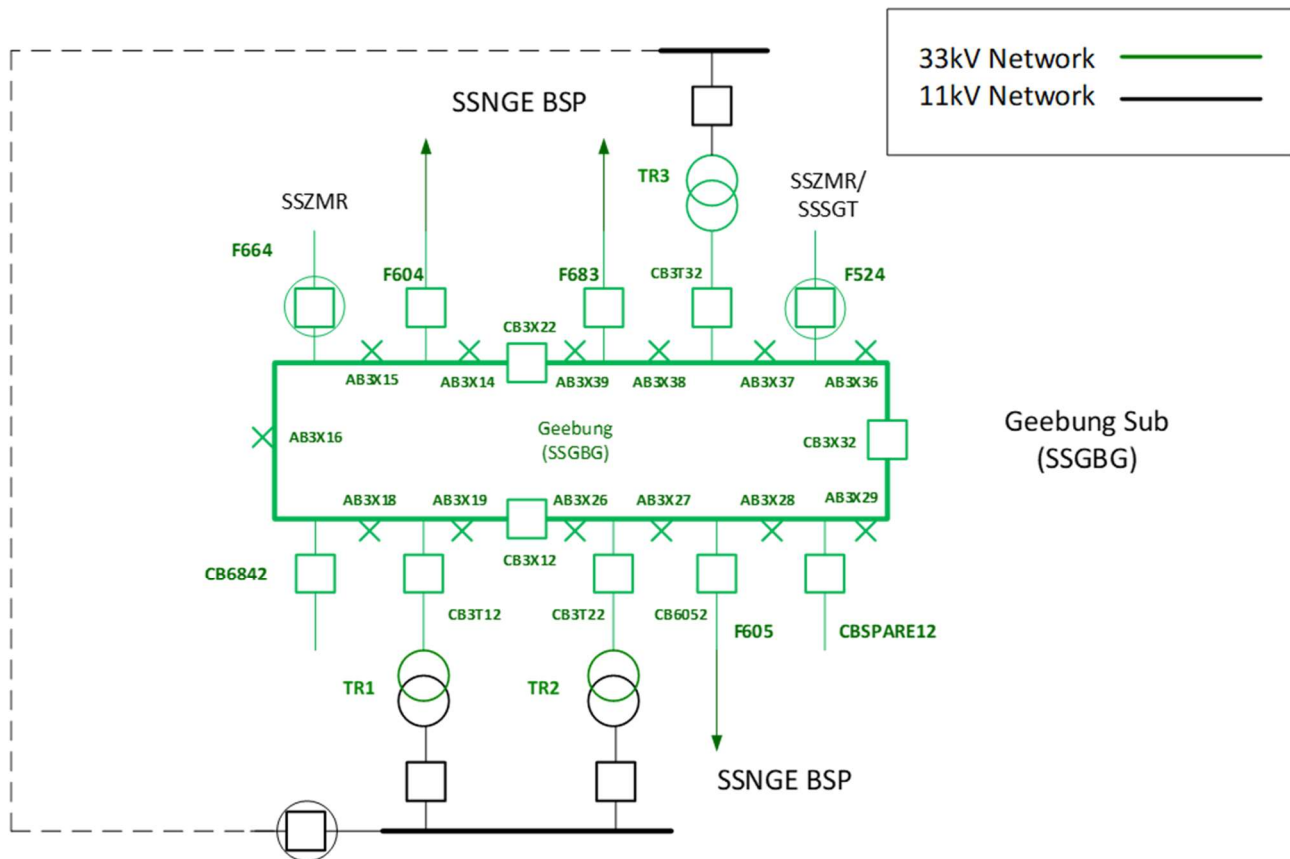 33kV Network
11kV Network
SSNGE BSP
TR3
SSZMR
SSZMR/
SSSGT
F664
F604
F683
CB3T32
F524
CB3X22
AB3X15
AB3X14
AB3X39
AB3X38
AB3X37
AB3X36
AB3X16
Geebung
(SSGBG)
CB3X32
Geebung Sub
(SSGBG)
AB3X18
AB3X19
AB3X26
AB3X27
AB3X28
AB3X29
CB3X12
CB6842
CB3T12
CB3T22
CB6052
F605
CBSPARE12
TR1
TR2
SSNGE BSP